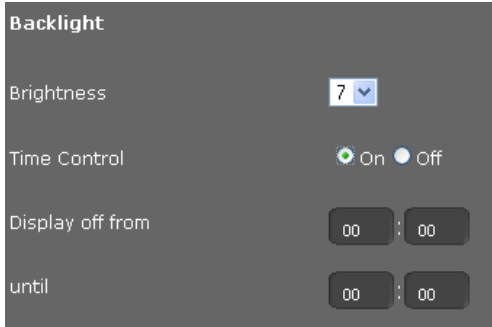 Backlight
Brightness 7
Time Control On Off
Display off from 00 : 00
until 00 : 00